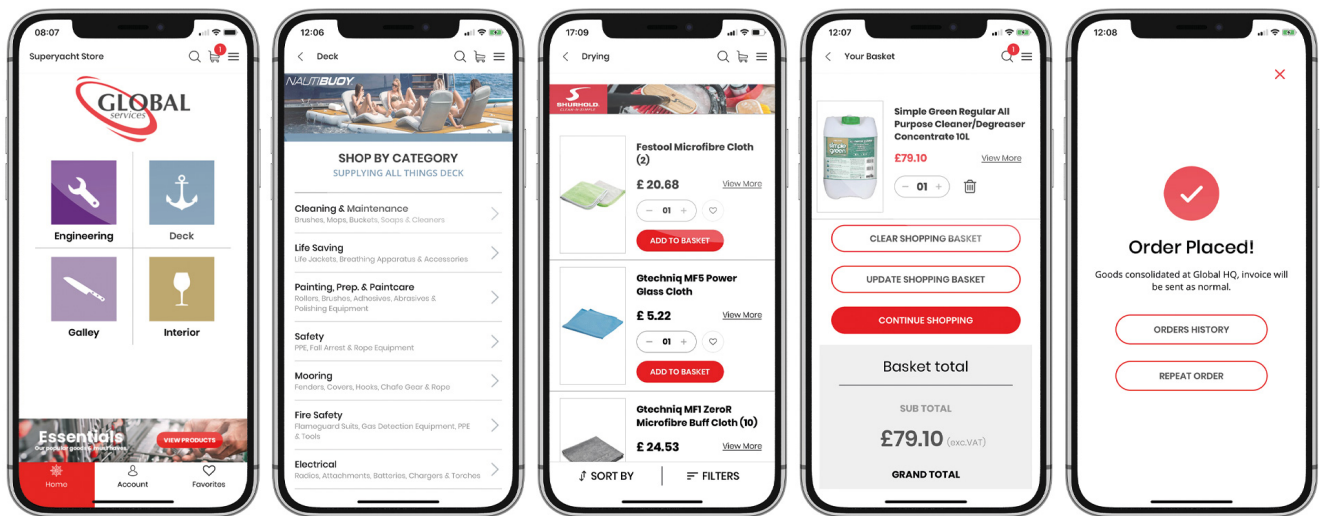 08:07
Superyacht Store
1
GLOBAL
services
Engineering
Deck
Galley
Interior
Essentials
Our popular goods & must haves
VIEW PRODUCTS
Home
Account
Favorites
12:06
Deck
NAUTIBUOY
SHOP BY CATEGORY
SUPPLYING ALL THINGS DECK
Cleaning & Maintenance
Brushes, Mops, Buckets, Soaps & Cleaners
Life Saving
Life Jackets, Breathing Apparatus & Accessories
Painting, Prep. & Paintcare
Rollers, Brushes, Adhesives, Abrasives &
Polishing Equipment
Safety
PPE, Fall Arrest & Rope Equipment
Mooring
Fenders, Covers, Hooks, Chafe Gear & Rope
Fire Safety
Flameguard Suits, Gas Detection Equipment, PPE
& Tools
Electrical
Radios, Attachments, Batteries, Chargers & Torches
17:09
Drying
SHURHOLD.
CLEAN-N-SIMPLE
Festool Microfibre Cloth
(2)
£ 20.68
View More
− 01 +
ADD TO BASKET
Gtechniq MF5 Power
Glass Cloth
£ 5.22
View More
− 01 +
ADD TO BASKET
Gtechniq MF1 ZeroR
Microfibre Buff Cloth (10)
£ 24.53
View More
SORT BY
FILTERS
12:07
Your Basket
1
simple
green
Simple Green Regular All
Purpose Cleaner/Degreaser
Concentrate 10L
£79.10
View More
− 01 +
CLEAR SHOPPING BASKET
UPDATE SHOPPING BASKET
CONTINUE SHOPPING
Basket total
SUB TOTAL
£79.10 (exc.VAT)
GRAND TOTAL
12:08
Order Placed!
Goods consolidated at Global HQ, invoice will
be sent as normal.
ORDERS HISTORY
REPEAT ORDER